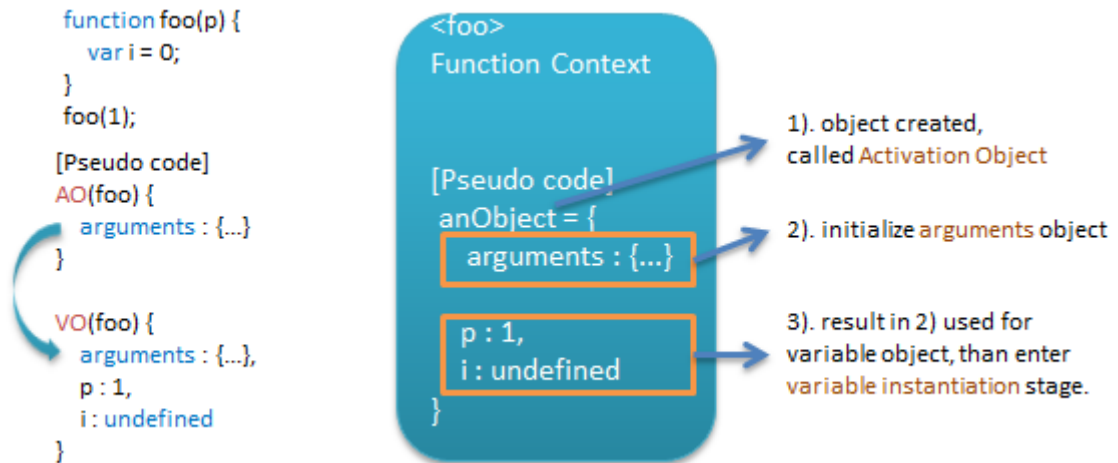 function foo(p) {
var i = 0;
}
foo(1);
[Pseudo code]
AO(foo) {
arguments : {...}
}
VO(foo) {
arguments : {...},
p : 1,
i : undefined
}
<foo>
Function Context
[Pseudo code]
anObject = {
arguments : {...}
p : 1,
i : undefined
}
1). object created,
called Activation Object
2). initialize arguments object
3). result in 2) used for
variable object, than enter
variable instantiation stage.